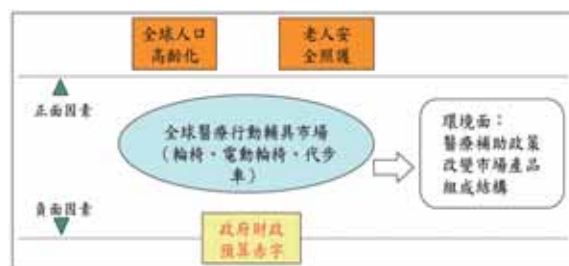 全球人口
高齡化
老人安
全照護
正面因素
全球醫療行動輔具市場
（輪椅、電動輪椅、代步
車）
環境面：
醫療補助政策
改變市場產品
組成結構
負面因素
政府財政
預算赤字